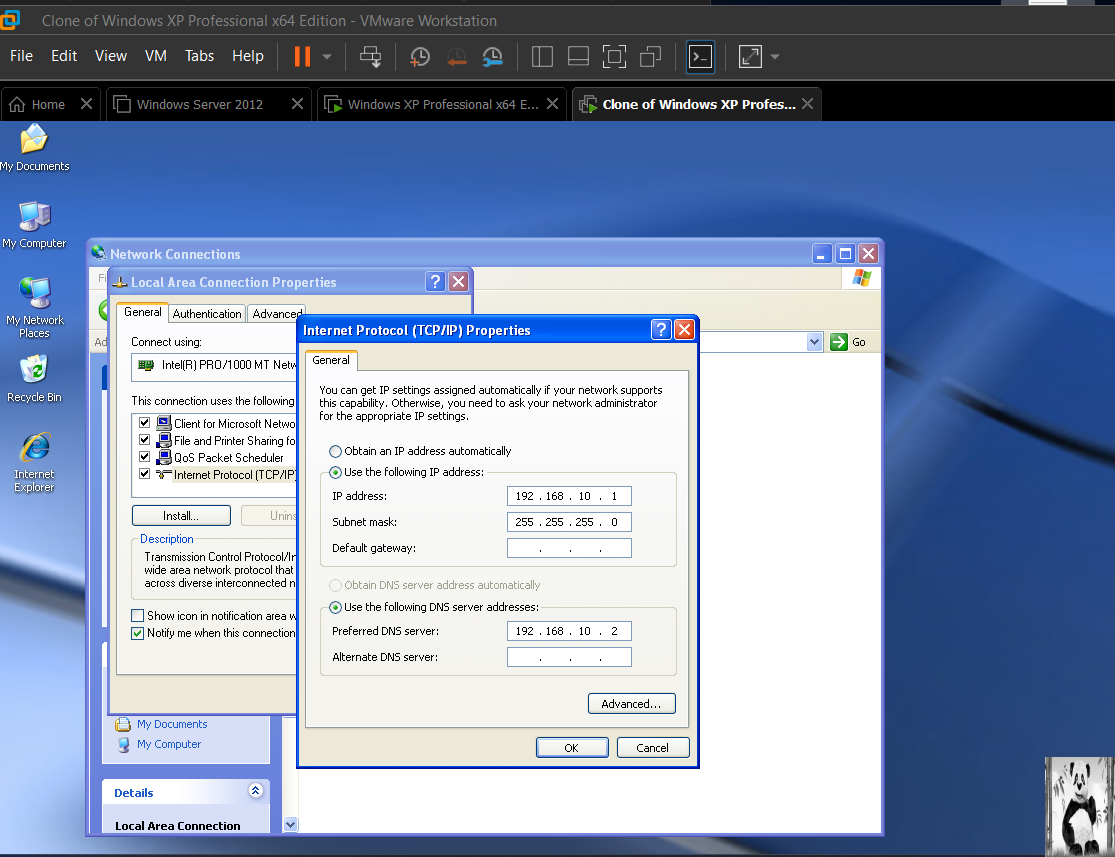 Clone of Windows XP Professional x64 Edition - VMware Workstation
File Edit View VM Tabs Help
Home
Windows Server 2012
Windows XP Professional x64 E...
Clone of Windows XP Profes...
My Documents
My Computer
My Network
Places
Recycle Bin
Internet
Explorer
Network Connections
Go
Local Area Connection Properties
General
Authentication
Advanced
Connect using:
Intel(R) PRO/1000 MT Netw
This connection uses the following
Client for Microsoft Netwo
File and Printer Sharing fo
QoS Packet Scheduler
Internet Protocol (TCP/IP)
Install...
Unins
Description
Transmission Control Protocol/In
wide area network protocol that
across diverse interconnected n
Show icon in notification area w
Notify me when this connection
Internet Protocol (TCP/IP) Properties
General
You can get IP settings assigned automatically if your network supports
this capability. Otherwise, you need to ask your network administrator
for the appropriate IP settings.
Obtain an IP address automatically
Use the following IP address:
IP address: 192 . 168 . 10 . 1
Subnet mask: 255 . 255 . 255 . 0
Default gateway: . . .
Obtain DNS server address automatically
Use the following DNS server addresses:
Preferred DNS server: 192 . 168 . 10 . 2
Alternate DNS server: . . .
Advanced...
OK
Cancel
My Documents
My Computer
Details
Local Area Connection